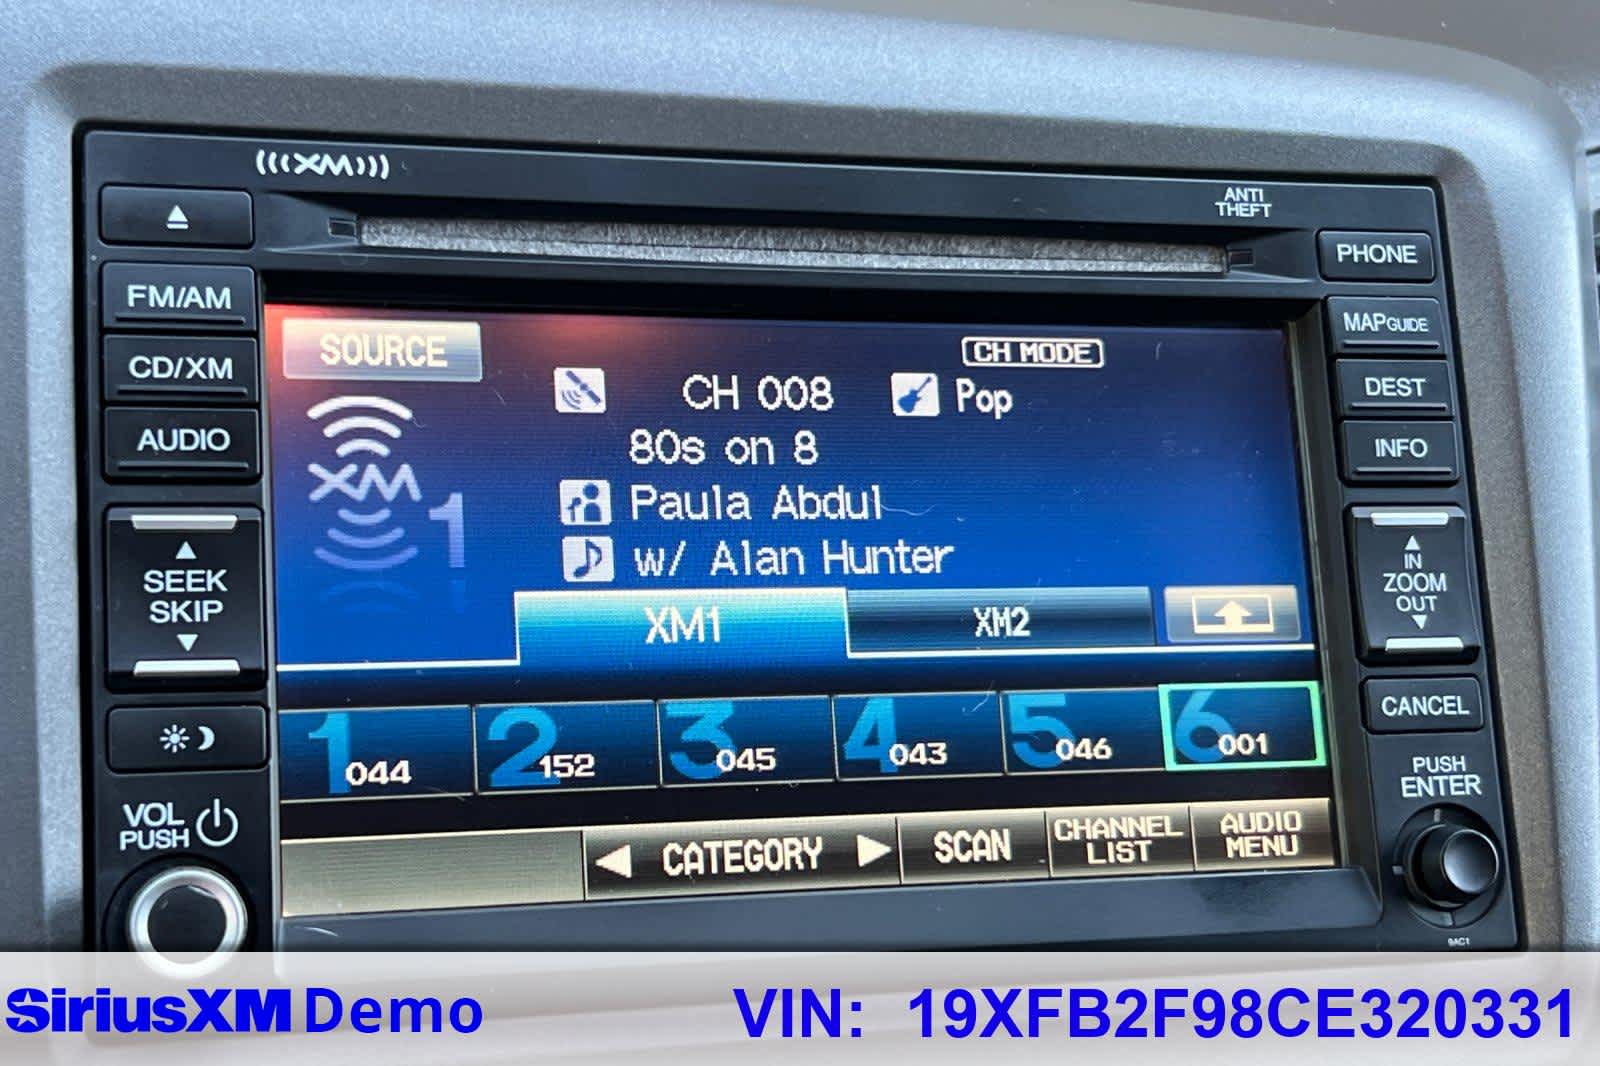 (((XM)))
ANTI
THEFT
PHONE
FM/AM
CD/XM
AUDIO
SEEK
SKIP
VOL
PUSH
SOURCE
CH MODE
CH 008
Pop
80s on 8
Paula Abdul
w/ Alan Hunter
XM 1
XM1
XM2
1 044
2 152
3 045
4 043
5 046
6 001
CATEGORY
SCAN
CHANNEL
LIST
AUDIO
MENU
MAP GUIDE
DEST
INFO
IN
ZOOM
OUT
CANCEL
PUSH
ENTER
9AC1
SiriusXM Demo
VIN: 19XFB2F98CE320331